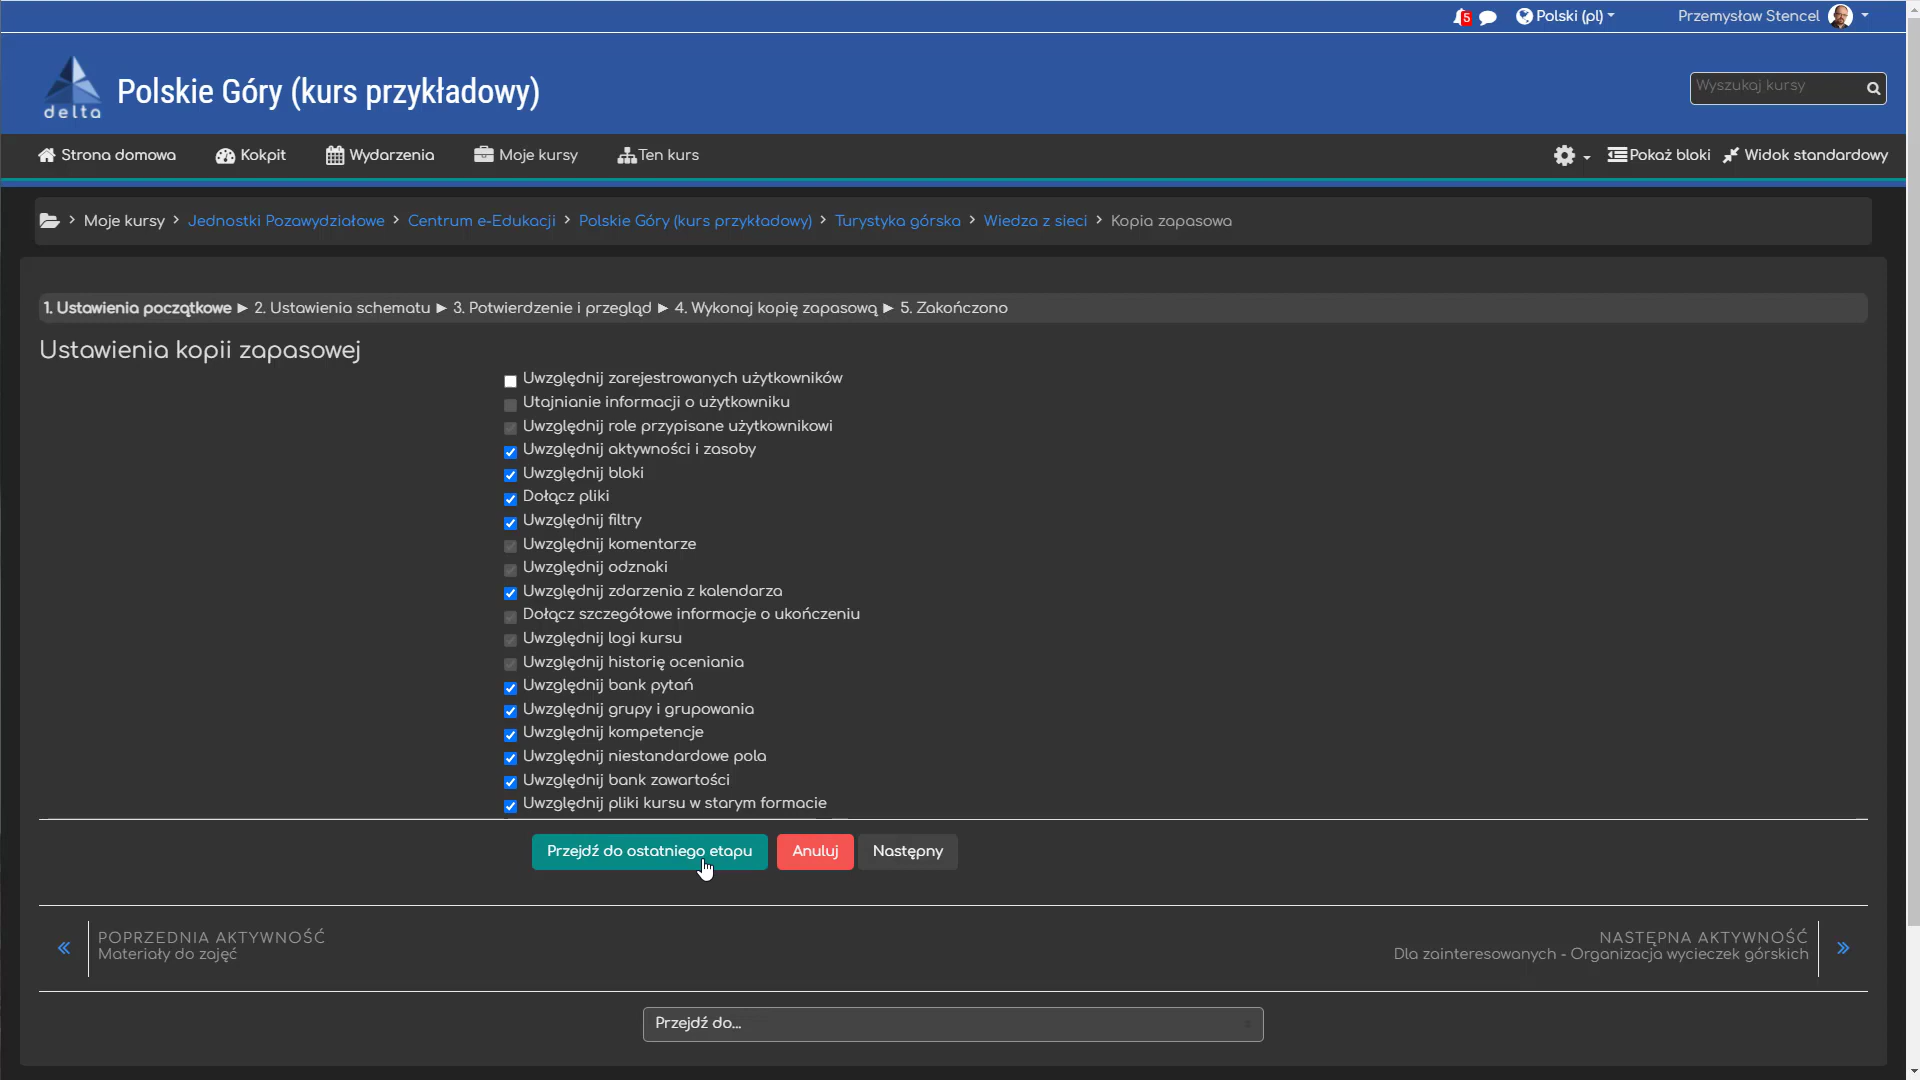 5 Polski (pl) Przemysław Stencel
delta Polskie Góry (kurs przykładowy) Wyszukaj kursy
Strona domowa Kokpit Wydarzenia Moje kursy Ten kurs Pokaż bloki Widok standardowy
Moje kursy Jednostki Pozawydziałowe Centrum e-Edukacji Polskie Góry (kurs przykładowy) Turystyka górska Wiedza z sieci Kopia zapasowa
1. Ustawienia początkowe ► 2. Ustawienia schematu ► 3. Potwierdzenie i przegląd ► 4. Wykonaj kopię zapasową ► 5. Zakończono
Ustawienia kopii zapasowej
Uwzględnij zarejestrowanych użytkowników
Utajnianie informacji o użytkowniku
Uwzględnij role przypisane użytkownikowi
Uwzględnij aktywności i zasoby
Uwzględnij bloki
Dołącz pliki
Uwzględnij filtry
Uwzględnij komentarze
Uwzględnij odznaki
Uwzględnij zdarzenia z kalendarza
Dołącz szczegółowe informacje o ukończeniu
Uwzględnij logi kursu
Uwzględnij historię oceniania
Uwzględnij bank pytań
Uwzględnij grupy i grupowania
Uwzględnij kompetencje
Uwzględnij niestandardowe pola
Uwzględnij bank zawartości
Uwzględnij pliki kursu w starym formacie
Przejdź do ostatniego etapu Anuluj Następny
POPRZEDNIA AKTYWNOŚĆ
Materiały do zajęć
NASTĘPNA AKTYWNOŚĆ
Dla zainteresowanych - Organizacja wycieczek górskich
Przejdź do...